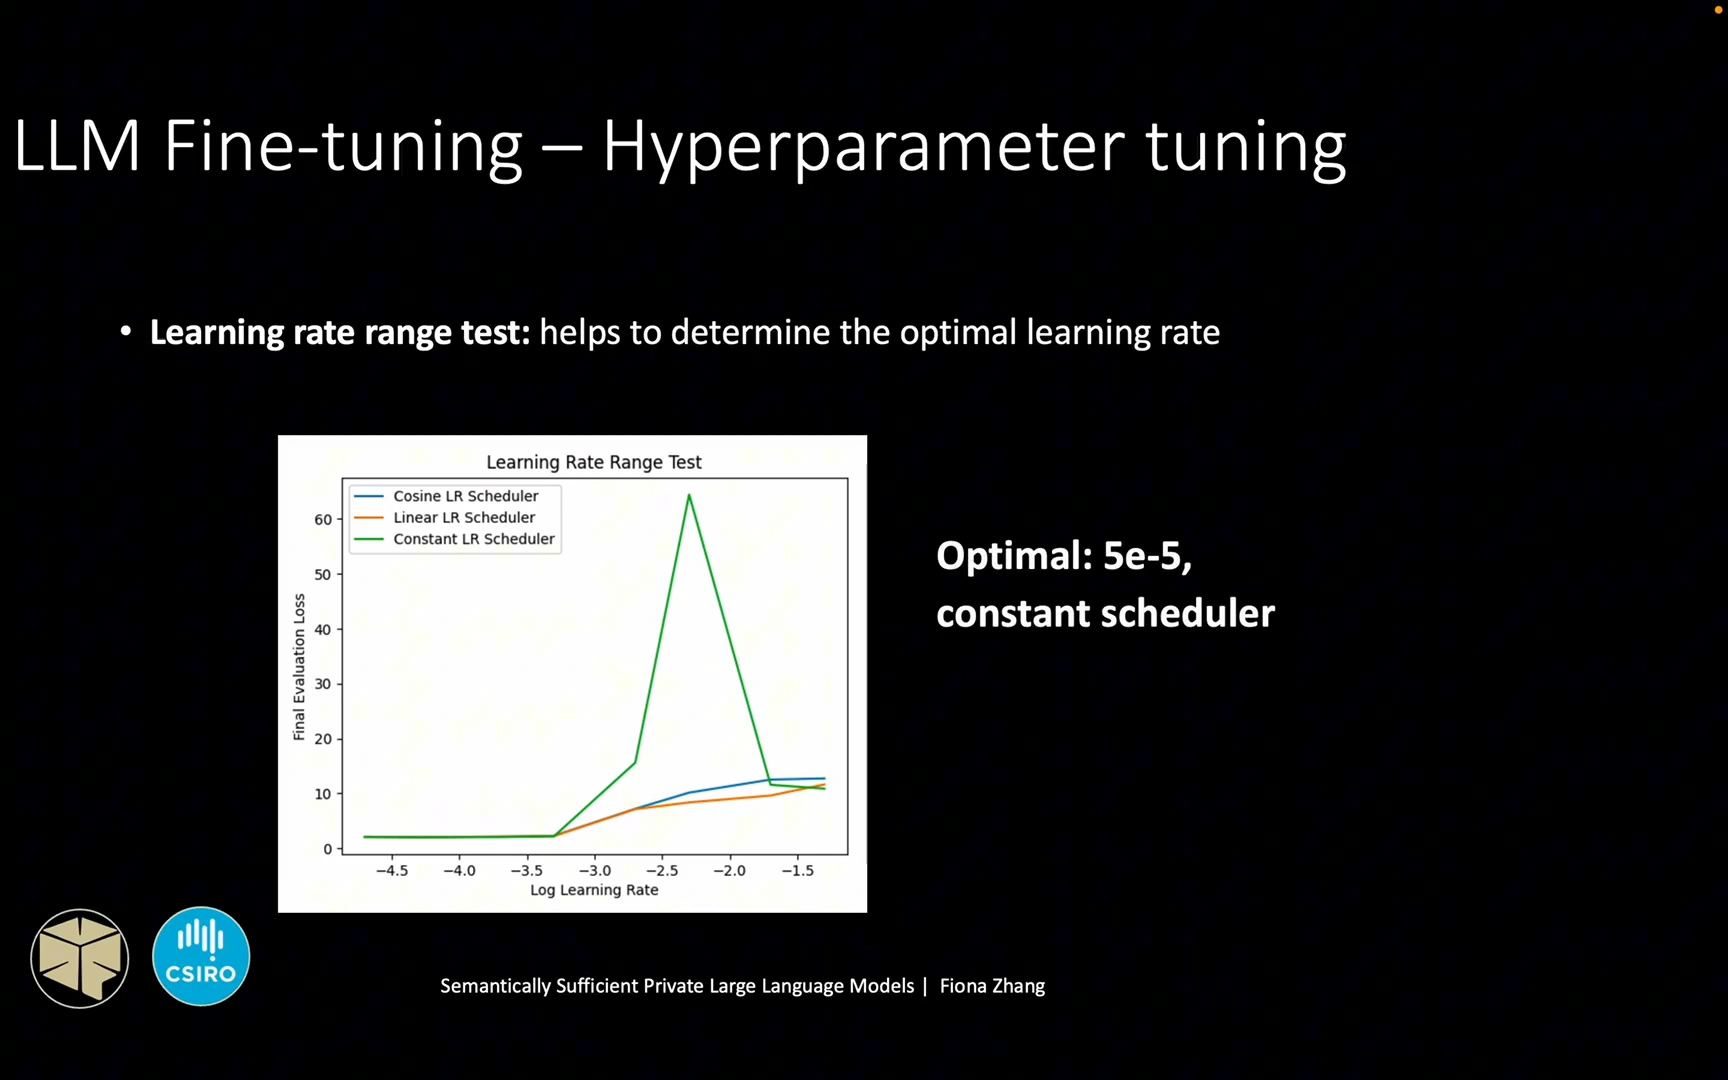 LLM Fine-tuning – Hyperparameter tuning
• Learning rate range test: helps to determine the optimal learning rate
Learning Rate Range Test
Cosine LR Scheduler
Linear LR Scheduler
Constant LR Scheduler
Final Evaluation Loss
60
50
40
30
20
10
0
−4.5 −4.0 −3.5 −3.0 −2.5 −2.0 −1.5
Log Learning Rate
Optimal: 5e-5,
constant scheduler
CSIRO
Semantically Sufficient Private Large Language Models | Fiona Zhang